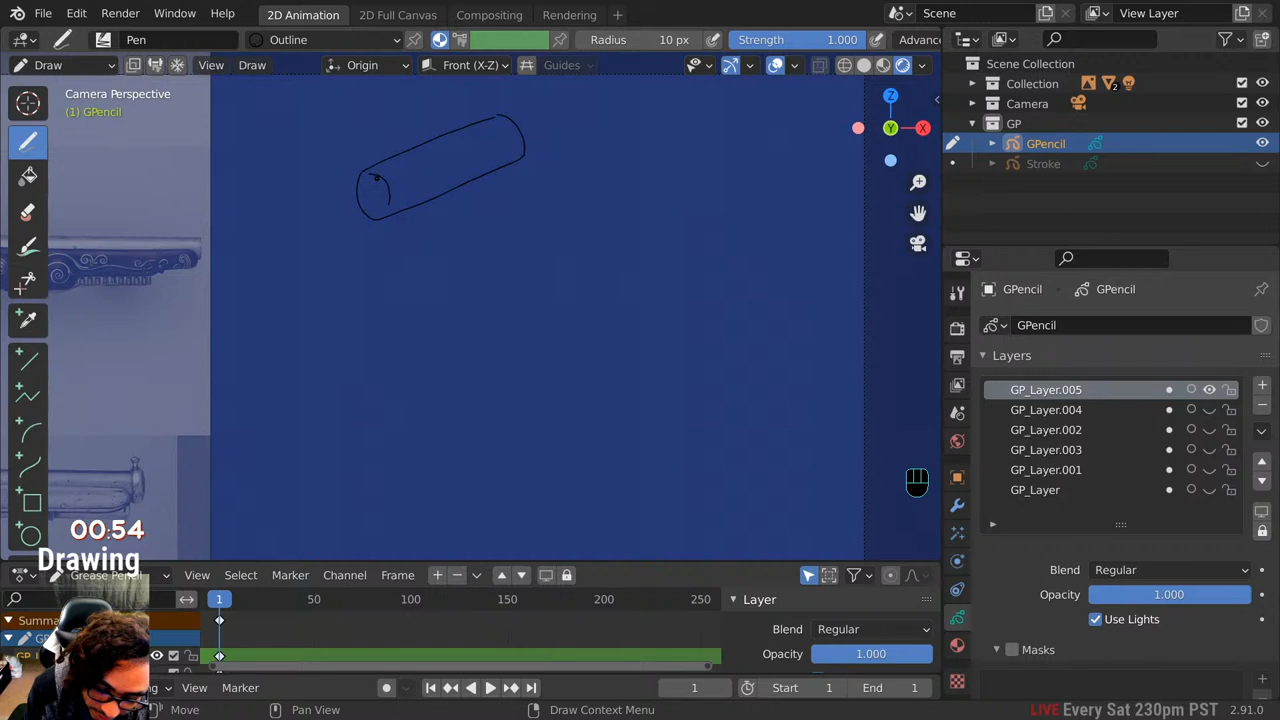 File Edit Render Window Help 2D Animation 2D Full Canvas Compositing Rendering + Scene View Layer
Pen Outline Radius 10 px Strength 1.000 Advanc
Draw View Draw Origin Front (X-Z) Guides
Camera Perspective
(1) GPencil
Z
Y
X
Scene Collection
Collection 2
Camera
GP
GPencil
Stroke
GPencil GPencil
GPencil
Layers
GP_Layer.005
GP_Layer.004
GP_Layer.002
GP_Layer.003
GP_Layer.001
GP_Layer
Blend Regular
Opacity 1.000
Use Lights
Masks
00:54
Drawing
Grease Pencil View Select Marker Channel Frame
1 50 100 150 200 250
Summa
Layer
Blend Regular
Opacity 1.000
View Marker 1 Start 1 End 1
Move Pan View Draw Context Menu
LIVE Every Sat 230pm PST 2.91.0